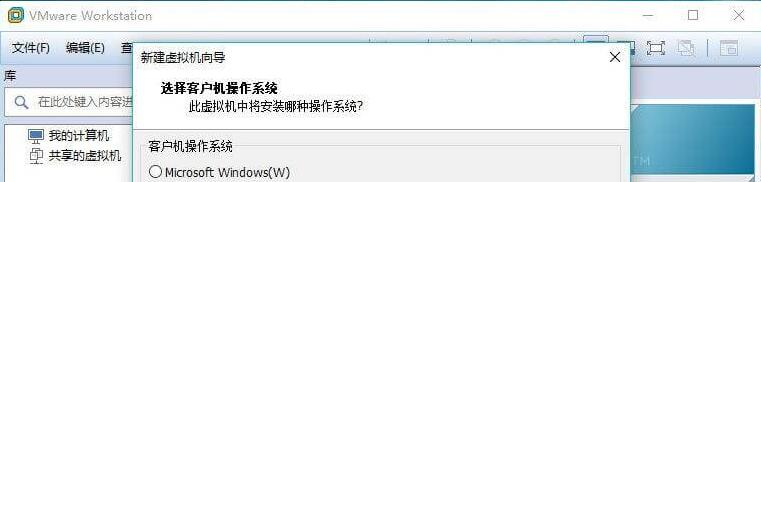 VMware Workstation
文件(F) 编辑(E) 查
新建虚拟机向导
库
选择客户机操作系统
此虚拟机中将安装哪种操作系统?
在此处键入内容进
我的计算机
共享的虚拟机
客户机操作系统
Microsoft Windows(W)
TM